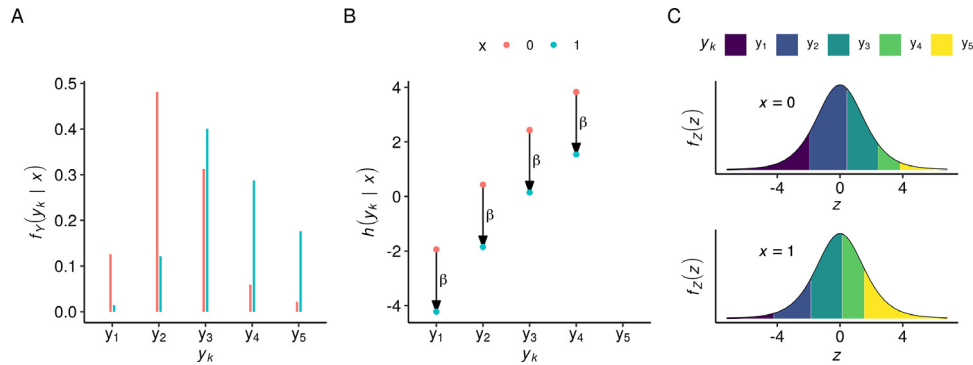 A
0.5
0.4
0.3
0.2
0.1
0.0
f_Y(y_k | x)
y₁ y₂ y₃ y₄ y₅
y_k
B
x 0 1
4
2
0
-2
-4
h(y_k | x)
β
β
β
β
y₁ y₂ y₃ y₄ y₅
y_k
C
y_k y₁ y₂ y₃ y₄ y₅
x = 0
f_Z(z)
-4 0 4
z
x = 1
f_Z(z)
-4 0 4
z